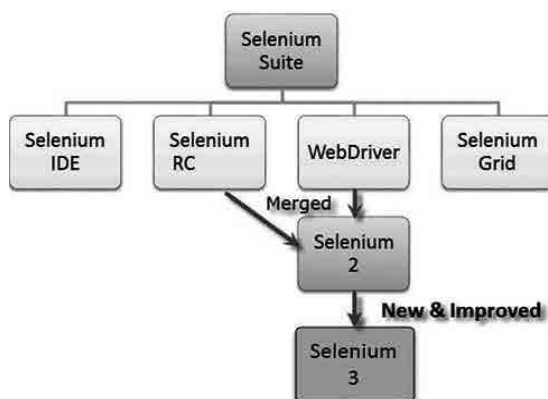 Selenium
Suite
Selenium
IDE
Selenium
RC
WebDriver
Selenium
Grid
Merged
Selenium
2
New & Improved
Selenium
3